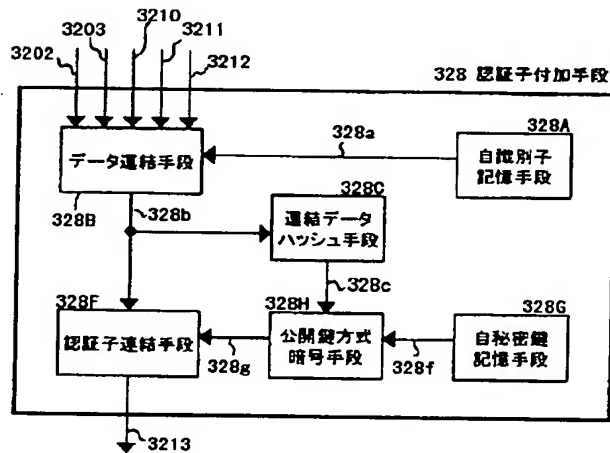 3210
3203
3211
3202
3212
328 認証子付加手段
328a
328A
データ連結手段
自識別子
記憶手段
328B
328b
328C
連結データ
ハッシュ手段
328c
328F
328H
328G
認証子連結手段
公開鍵方式
暗号手段
自秘密鍵
記憶手段
328g
328f
3213